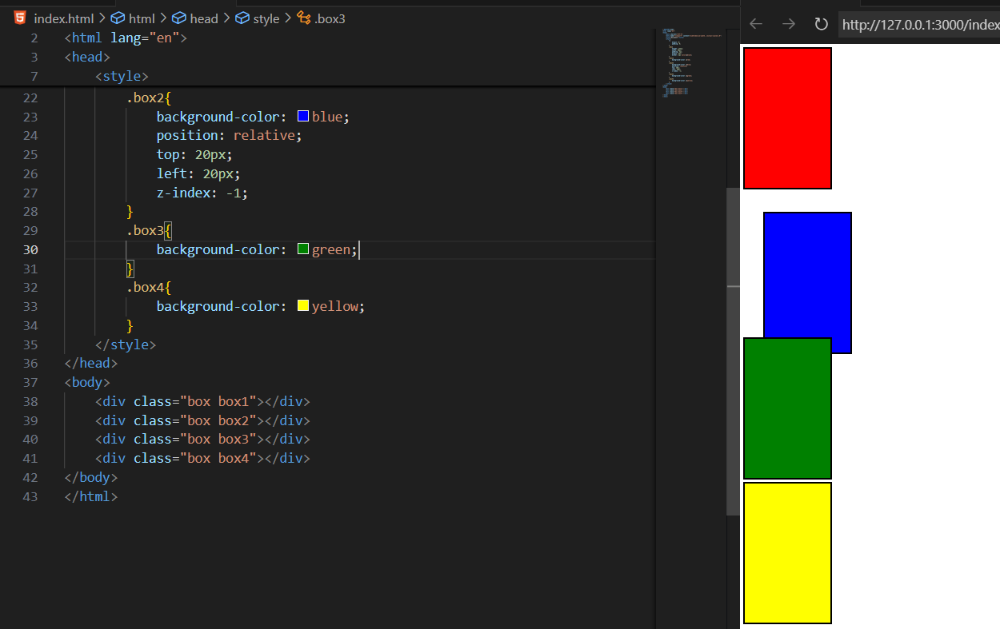 index.html > html > head > style > .box3
2 <html lang="en">
3 <head>
7 <style>
22 .box2{
23 background-color: blue;
24 position: relative;
25 top: 20px;
26 left: 20px;
27 z-index: -1;
28 }
29 .box3{
30 background-color: green;
31 }
32 .box4{
33 background-color: yellow;
34 }
35 </style>
36 </head>
37 <body>
38 <div class="box box1"></div>
39 <div class="box box2"></div>
40 <div class="box box3"></div>
41 <div class="box box4"></div>
42 </body>
43 </html>
http://127.0.0.1:3000/index